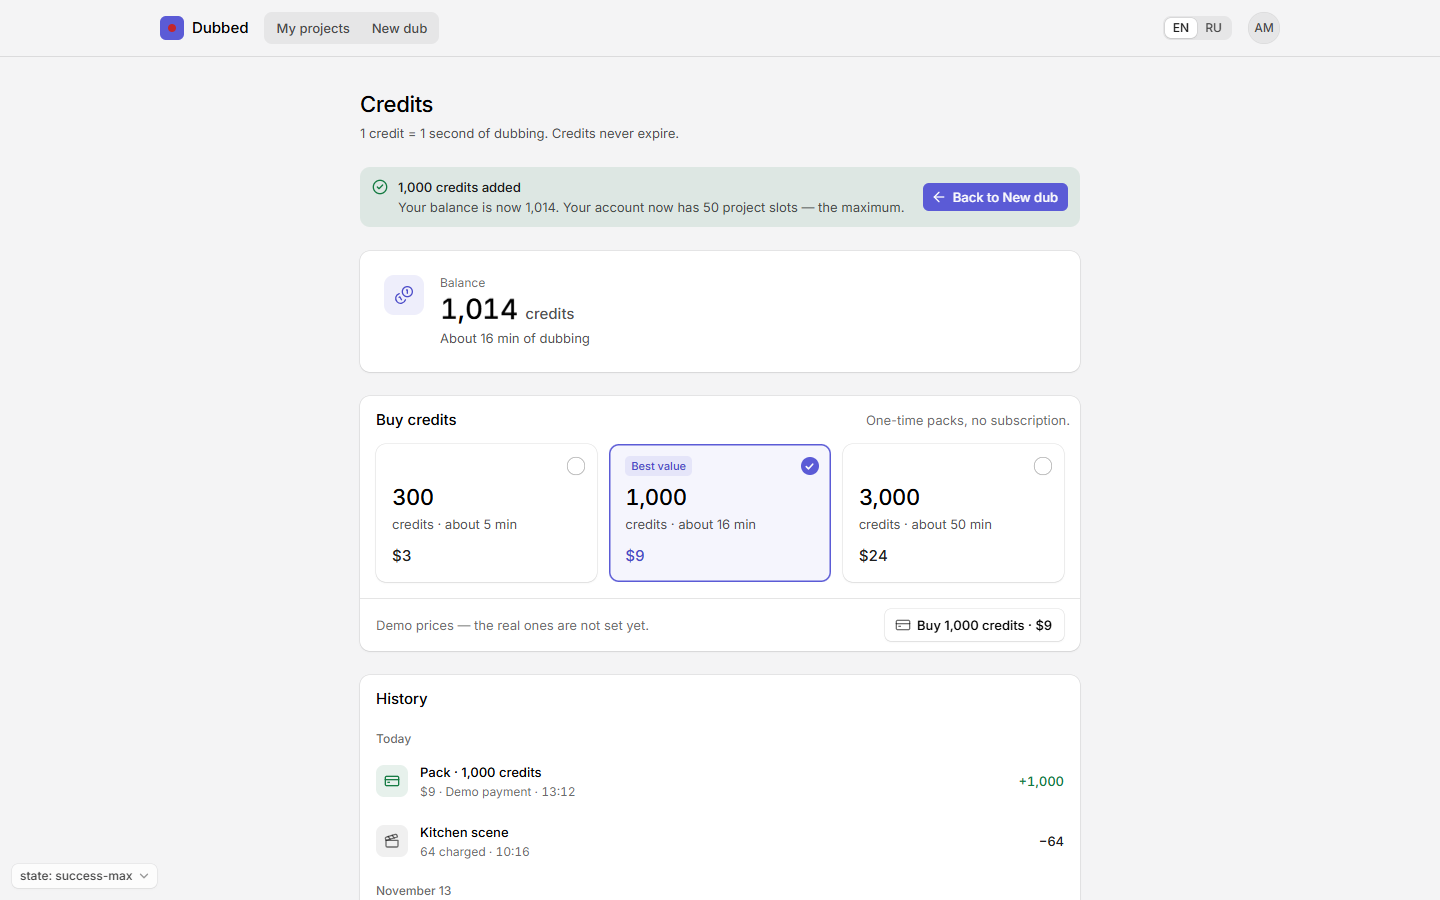 Dubbed
My projects
New dub
EN
RU
AM
Credits
1 credit = 1 second of dubbing. Credits never expire.
1,000 credits added
Your balance is now 1,014. Your account now has 50 project slots — the maximum.
Back to New dub
Balance
1,014 credits
About 16 min of dubbing
Buy credits
One-time packs, no subscription.
300
credits · about 5 min
$3
Best value
1,000
credits · about 16 min
$9
3,000
credits · about 50 min
$24
Demo prices — the real ones are not set yet.
Buy 1,000 credits · $9
History
Today
Pack · 1,000 credits
$9 · Demo payment · 13:12
+1,000
Kitchen scene
64 charged · 10:16
−64
November 13
state: success-max